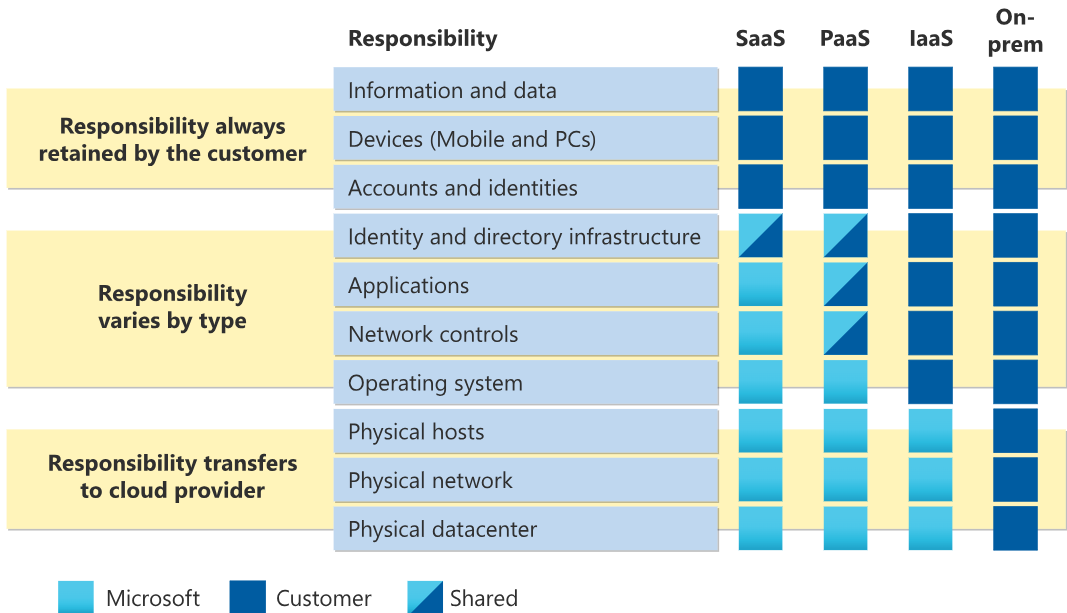 Responsibility
SaaS
PaaS
IaaS
On-
prem
Responsibility always
retained by the customer
Information and data
Devices (Mobile and PCs)
Accounts and identities
Responsibility
varies by type
Identity and directory infrastructure
Applications
Network controls
Operating system
Responsibility transfers
to cloud provider
Physical hosts
Physical network
Physical datacenter
Microsoft
Customer
Shared